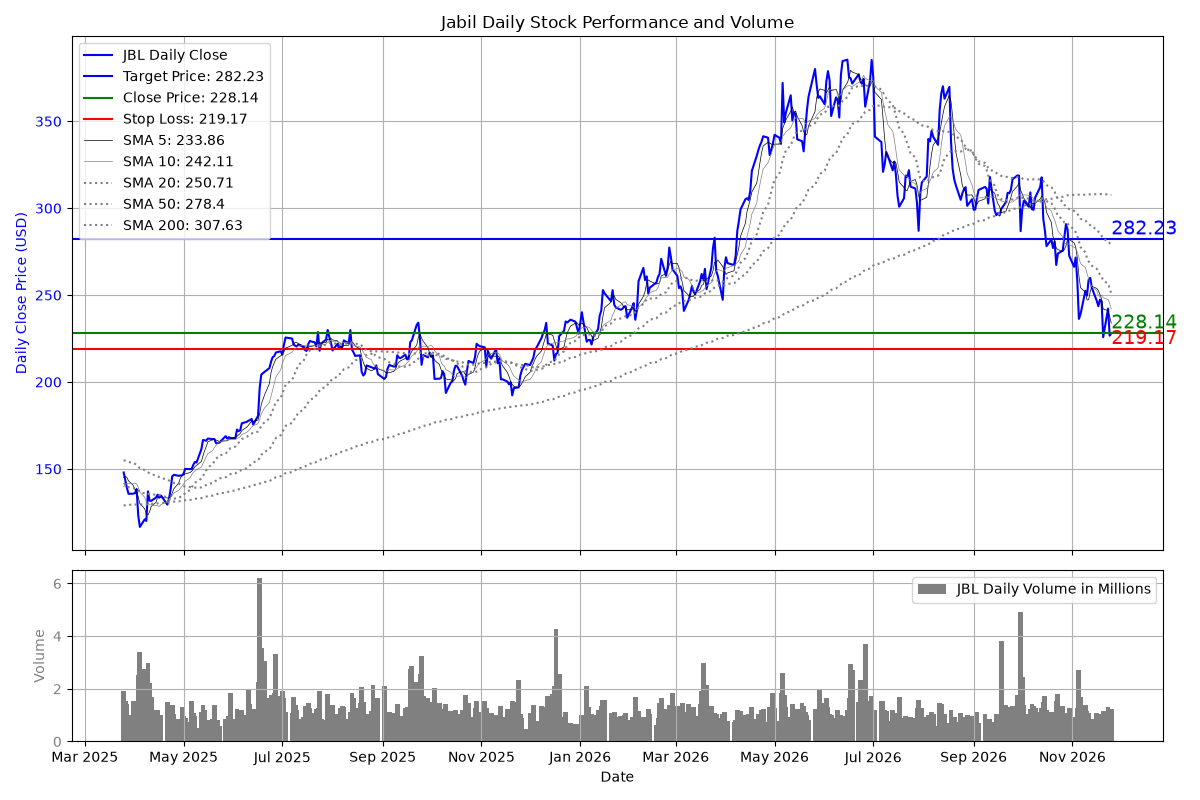 Jabil Daily Stock Performance and Volume
JBL Daily Close
Target Price: 282.23
Close Price: 228.14
Stop Loss: 219.17
SMA 5: 233.86
SMA 10: 242.11
SMA 20: 250.71
SMA 50: 278.4
SMA 200: 307.63
Daily Close Price (USD)
350
300
250
200
150
282.23
228.14
219.17
JBL Daily Volume in Millions
Volume
6
4
2
0
Mar 2025 May 2025 Jul 2025 Sep 2025 Nov 2025 Jan 2026 Mar 2026 May 2026 Jul 2026 Sep 2026 Nov 2026
Date